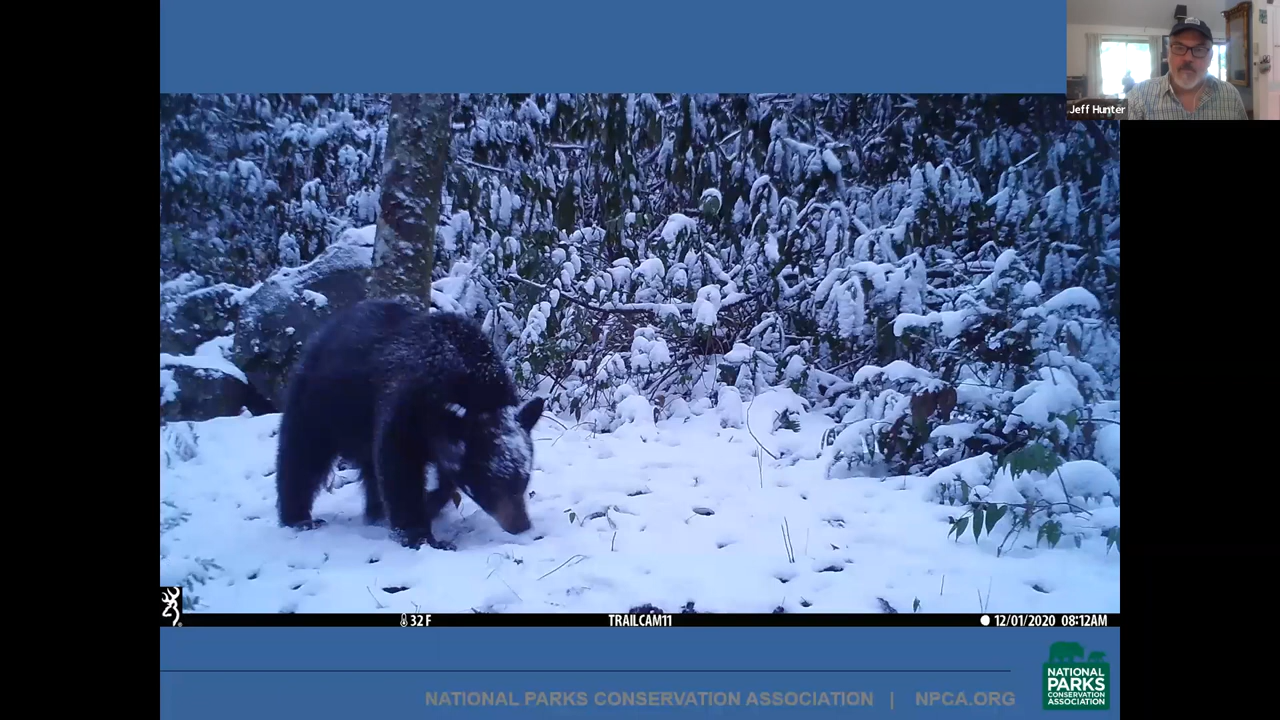 Jeff Hunter
32 F
TRAILCAM11
12/01/2020 08:12AM
NATIONAL PARKS CONSERVATION ASSOCIATION | NPCA.ORG
NATIONAL
PARKS
CONSERVATION
ASSOCIATION